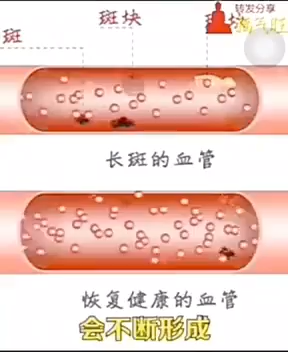 转发分享
斑
斑块
长斑的血管
恢复健康的血管
会不断形成